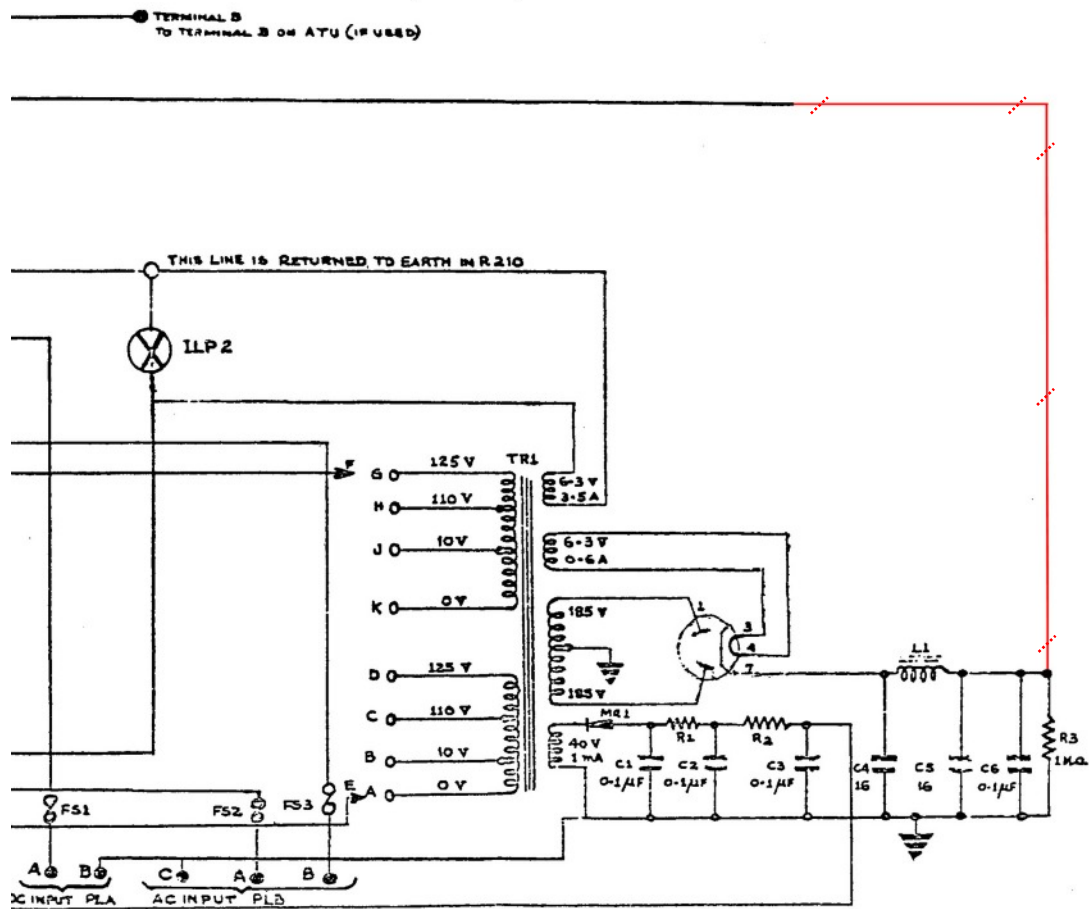 TERMINAL B
TO TERMINAL B ON ATU (IF USED)
THIS LINE IS RETURNED TO EARTH IN R210
ILP2
TR1
F
G 125 V
H 110 V
J 10 V
K 0 V
6-3 V
3-5 A
6-3 V
0-6 A
185 V
185 V
1
3
4
7
L1
D 125 V
C 110 V
B 10 V
E
A 0 V
MR1
40 V
1 mA
R1
R2
C1
0-1 µF
C2
0-1 µF
C3
0-1 µF
C4
16
C5
16
C6
0-1 µF
R3
1KΩ
FS1
FS2
FS3
A B C A B
DC INPUT PLA
AC INPUT PLB